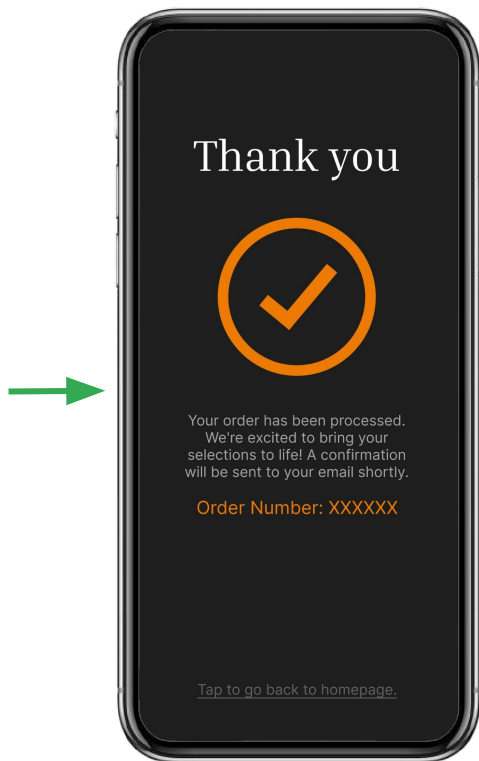 Thank you
Your order has been processed.
We're excited to bring your
selections to life! A confirmation
will be sent to your email shortly.
Order Number: XXXXXX
Tap to go back to homepage.